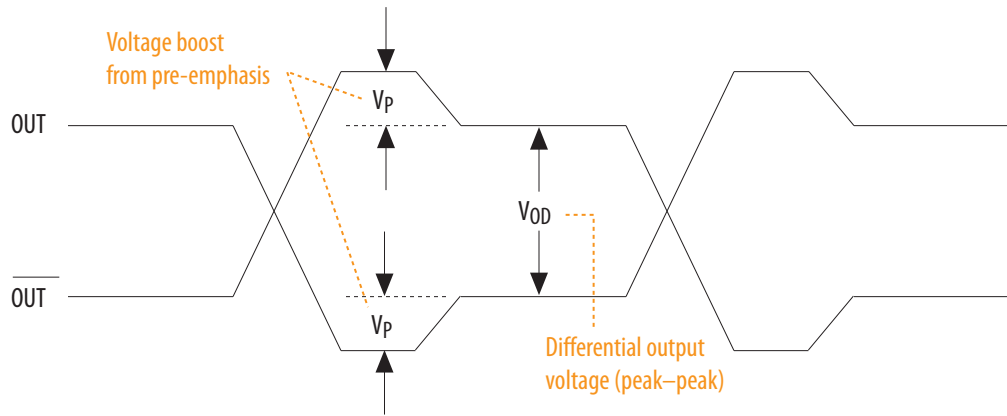 Voltage boost
from pre-emphasis
VP
OUT
VOD
OUT
VP
Differential output
voltage (peak–peak)